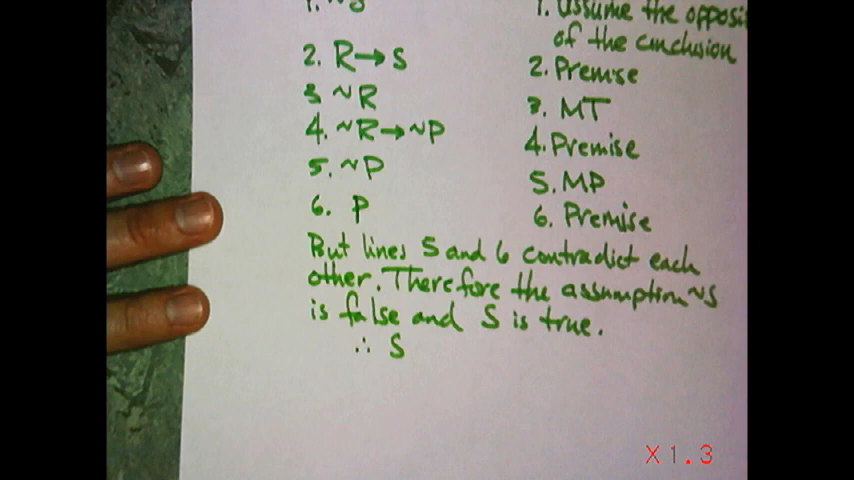 1. ~S 1. Assume the
of the conclusion
2. R→S 2. Premise
3 ~R 3. MT
4. ~R→~P 4. Premise
5. ~P 5. MP
6. P 6. Premise
But lines 5 and 6 contradict each
other. Therefore the assumption ~S
is false and S is true.
∴ S
X1.3